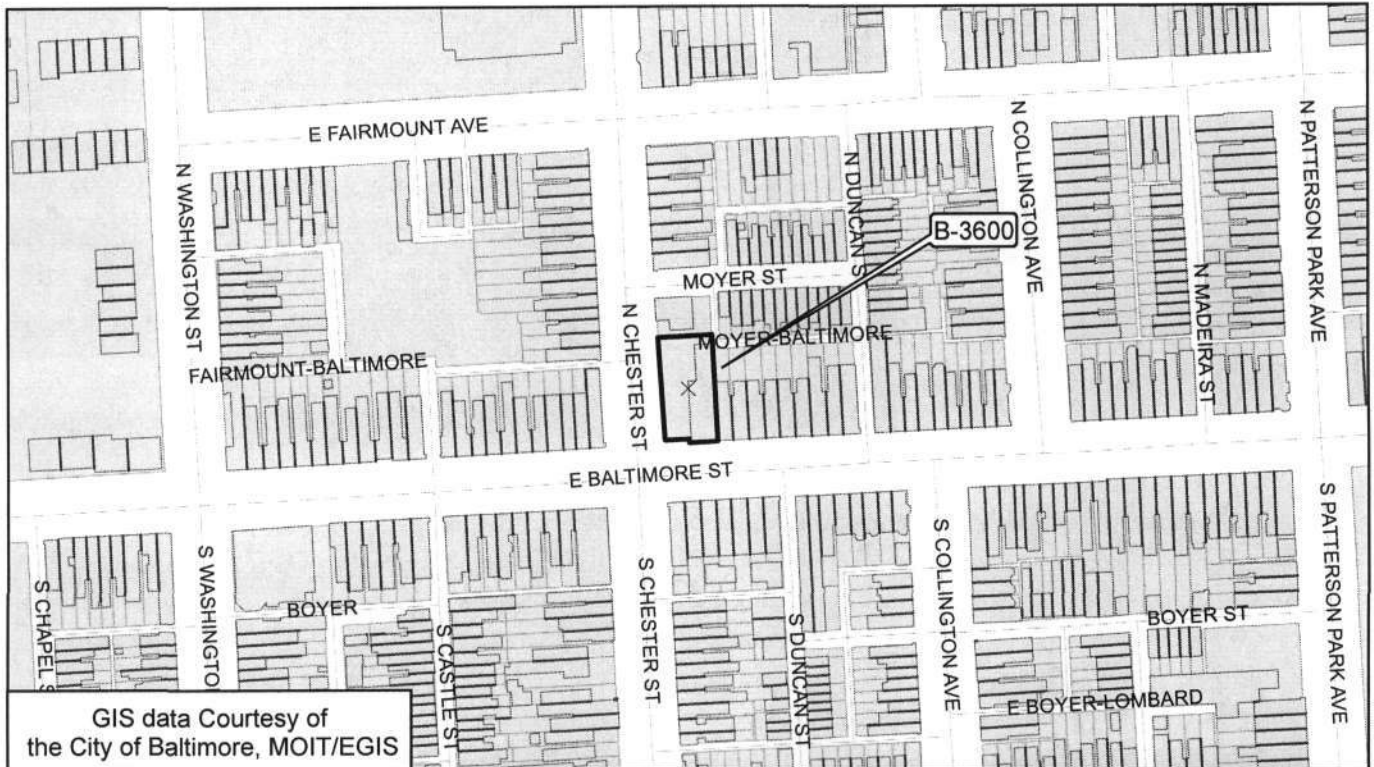 E FAIRMOUNT AVE
N WASHINGTON ST
N DUNCAN S
N COLLINGTON AVE
N PATTERSON PARK AVE
B-3600
MOYER ST
N CHESTER ST
N MADEIRA ST
MOYER-BALTIMORE
FAIRMOUNT-BALTIMORE
E BALTIMORE ST
S CHAPEL S
S WASHINGTO
BOYER
S CASTLE ST
S CHESTER ST
S DUNCAN ST
S COLLINGTON AVE
BOYER ST
S PATTERSON PARK AVE
E BOYER-LOMBARD
GIS data Courtesy of
the City of Baltimore, MOIT/EGIS